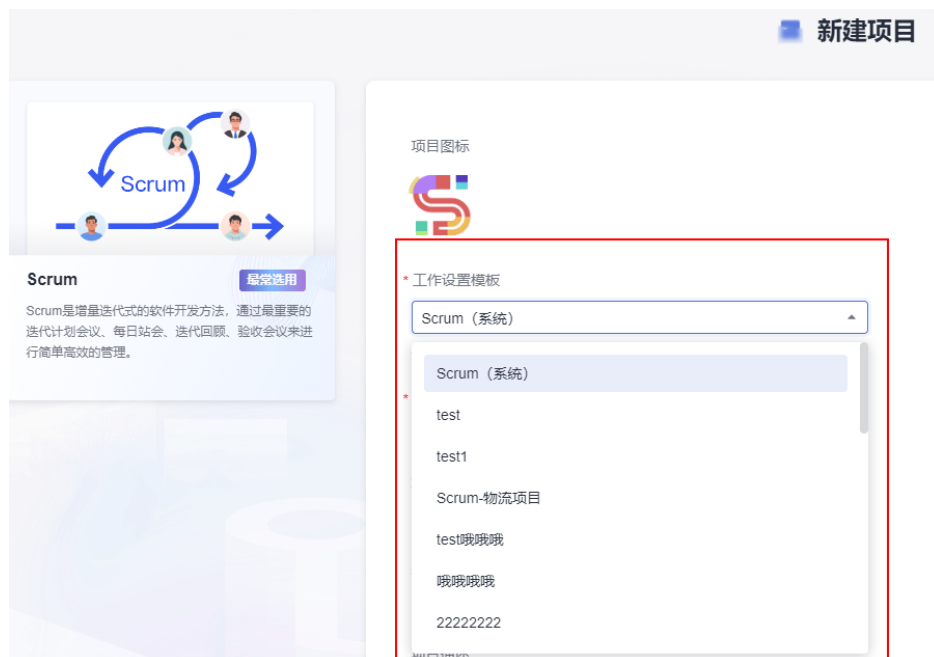 新建项目
Scrum
Scrum
最常选用
Scrum是增量迭代式的软件开发方法，通过最重要的
迭代计划会议、每日站会、迭代回顾、验收会议来进
行简单高效的管理。
项目图标
* 工作设置模板
Scrum（系统）
Scrum（系统）
*
test
test1
Scrum-物流项目
test哦哦哦
哦哦哦哦
22222222